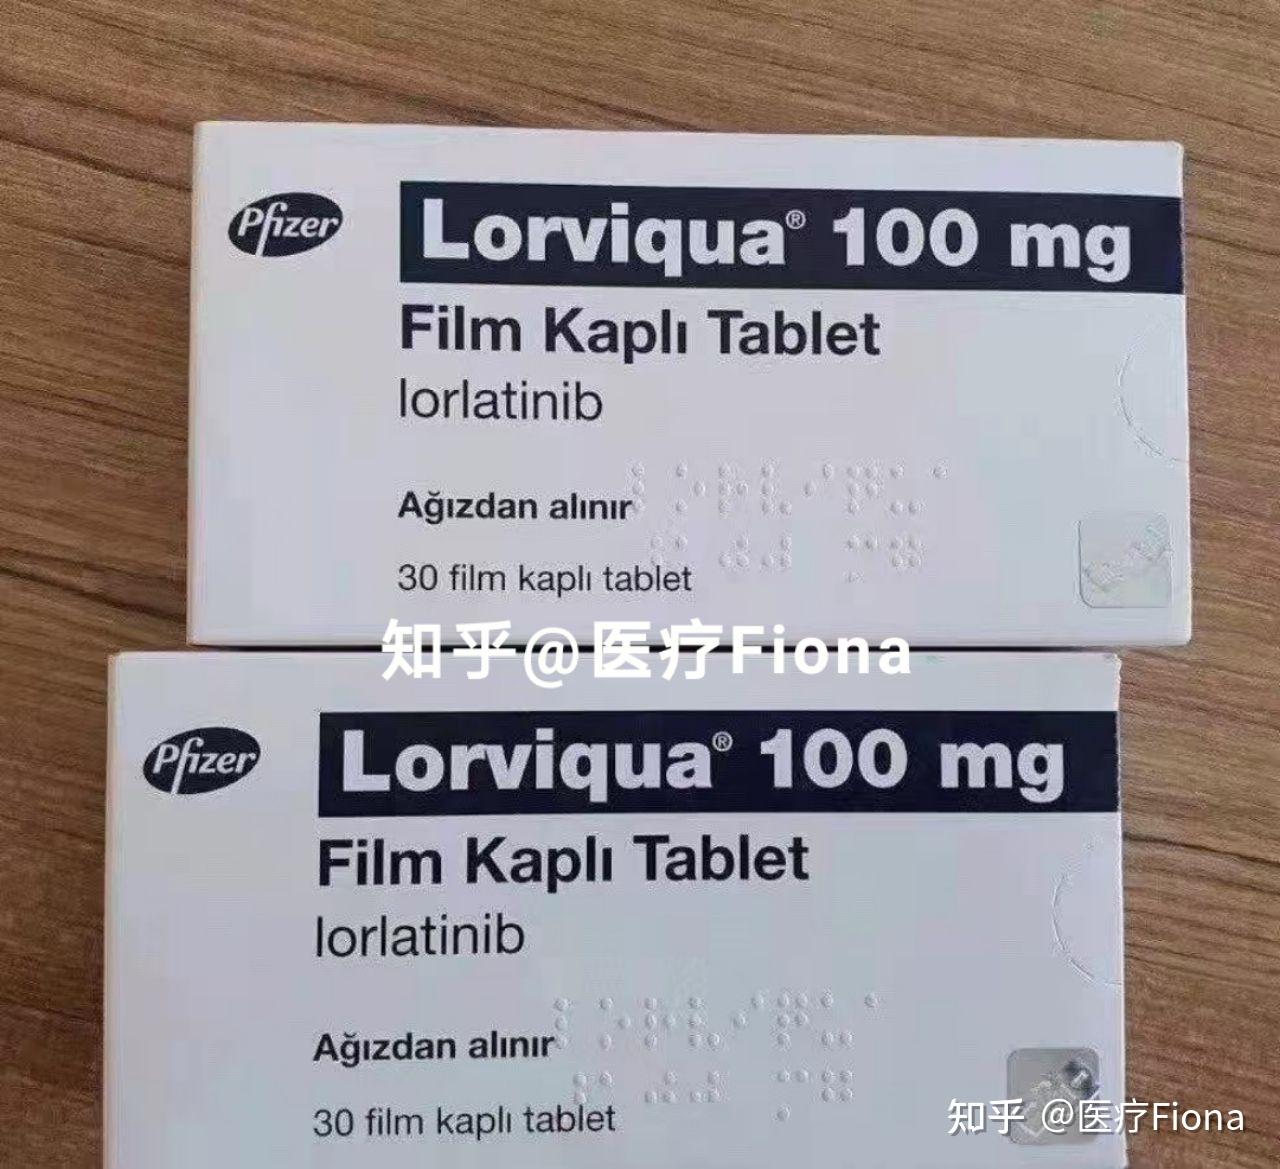 Pfizer
Lorviqua® 100 mg
Film Kaplı Tablet
lorlatinib
Ağızdan alınır
30 film kaplı tablet
知乎@医疗Fiona
Pfizer
Lorviqua® 100 mg
Film Kaplı Tablet
lorlatinib
Ağızdan alınır
30 film kaplı tablet
知乎 @医疗Fiona